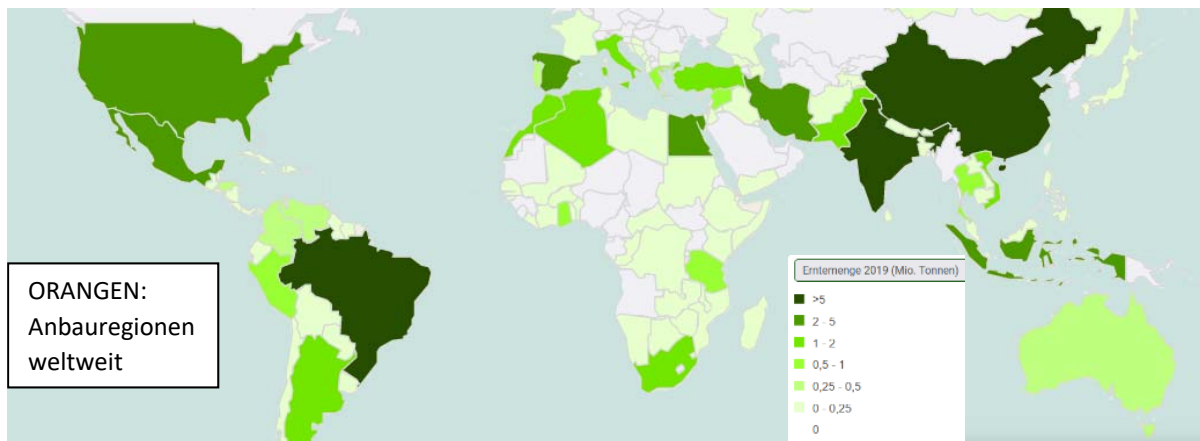 ORANGEN:
Anbauregionen
weltweit
Erntemenge 2019 (Mio. Tonnen)
>5
2 - 5
1 - 2
0,5 - 1
0,25 - 0,5
0 - 0,25
0